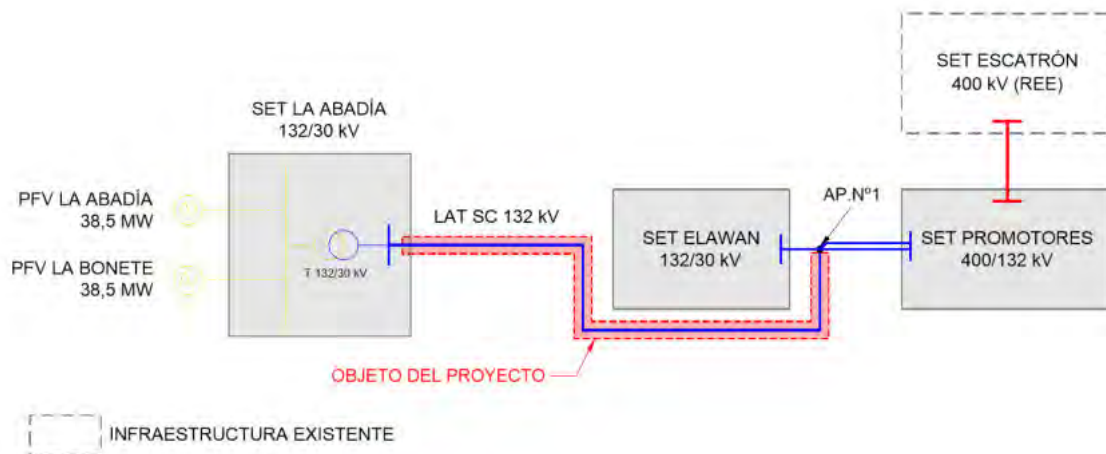 SET ESCATRÓN
400 kV (REE)
SET LA ABADÍA
132/30 kV
PFV LA ABADÍA
38,5 MW
LAT SC 132 kV
AP.Nº1
SET ELAWAN
132/30 kV
SET PROMOTORES
400/132 kV
PFV LA BONETE
38,5 MW
T 132/30 kV
OBJETO DEL PROYECTO
INFRAESTRUCTURA EXISTENTE